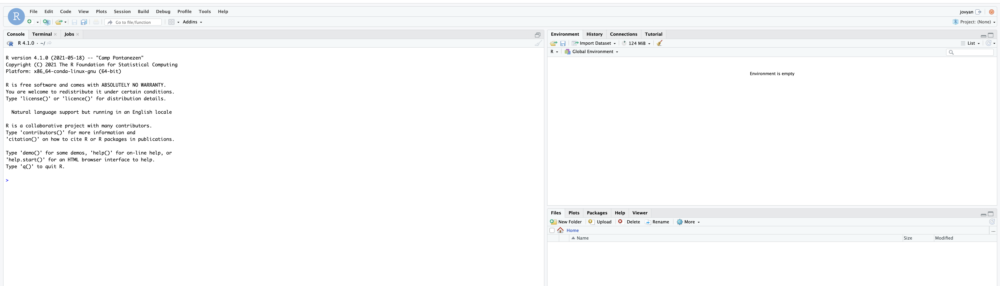 File Edit Code View Plots Session Build Debug Profile Tools Help
jovyan
R
Go to file/function
Addins
Project: (None)
Console Terminal Jobs
R 4.1.0 · ~/
R version 4.1.0 (2021-05-18) -- "Camp Pontanezen"
Copyright (C) 2021 The R Foundation for Statistical Computing
Platform: x86_64-conda-linux-gnu (64-bit)
R is free software and comes with ABSOLUTELY NO WARRANTY.
You are welcome to redistribute it under certain conditions.
Type 'license()' or 'licence()' for distribution details.
Natural language support but running in an English locale
R is a collaborative project with many contributors.
Type 'contributors()' for more information and
'citation()' on how to cite R or R packages in publications.
Type 'demo()' for some demos, 'help()' for on-line help, or
'help.start()' for an HTML browser interface to help.
Type 'q()' to quit R.
>
Environment History Connections Tutorial
Import Dataset 124 MiB List
R Global Environment
Environment is empty
Files Plots Packages Help Viewer
New Folder Upload Delete Rename More
Home ...
Name Size Modified